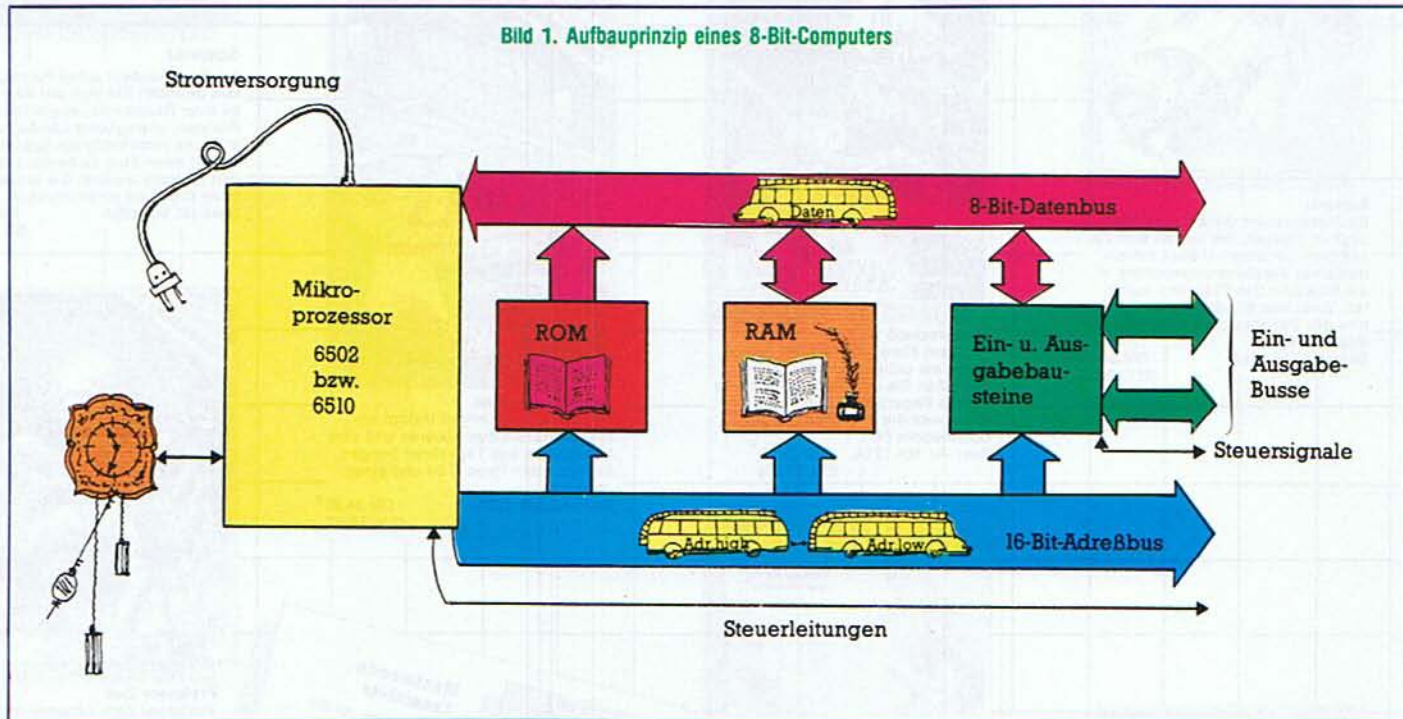 Bild 1. Aufbauprinzip eines 8-Bit-Computers
Stromversorgung
Daten
8-Bit-Datenbus
Mikro-
prozessor
6502
bzw.
6510
ROM
RAM
Ein- u. Aus-
gabebau-
steine
Ein- und
Ausgabe-
Busse
Steuersignale
Adr.high
Adr.low
16-Bit-Adreßbus
Steuerleitungen